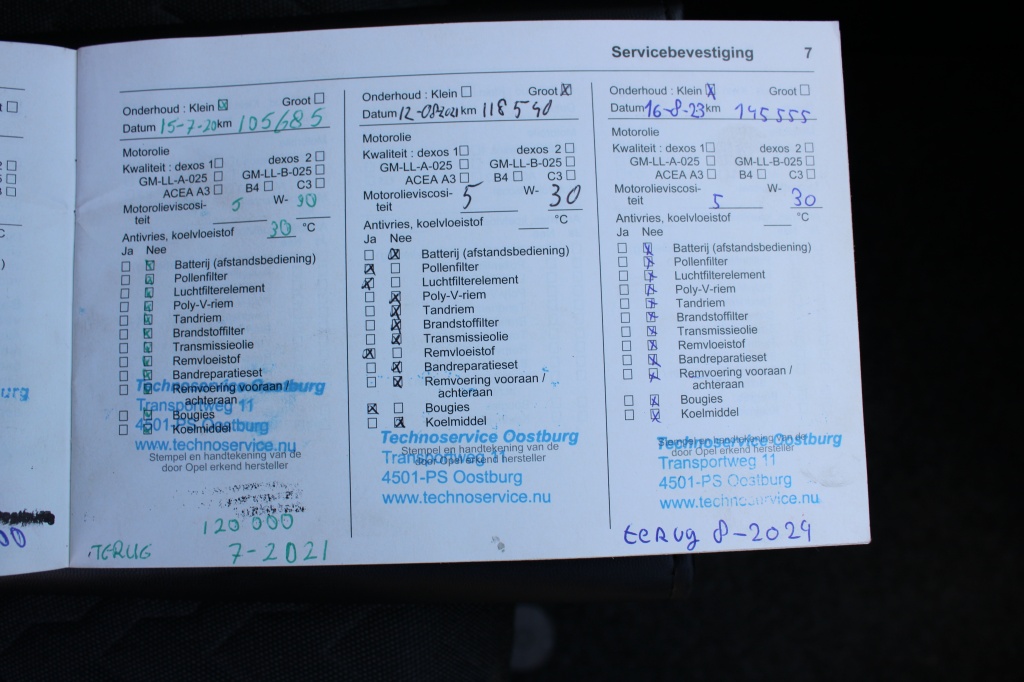 Servicebevestiging 7
Onderhoud : Klein ☒ Groot ☐
Datum 15-7-20 km 105685
Motorolie
Kwaliteit : dexos 1 ☐ dexos 2 ☐
GM-LL-A-025 ☐ GM-LL-B-025 ☐
ACEA A3 ☐ B4 ☐ C3 ☐
Motorolieviscosi-
teit 5 W- 30
Antivries, koelvloeistof 30 °C
Ja Nee
☐ ☒ Batterij (afstandsbediening)
☐ ☒ Pollenfilter
☐ ☒ Luchtfilterelement
☐ ☒ Poly-V-riem
☐ ☒ Tandriem
☐ ☒ Brandstoffilter
☐ ☒ Transmissieolie
☐ ☒ Remvloeistof
☐ ☒ Bandreparatieset
☐ ☒ Remvoering vooraan /
achteraan
☐ ☒ Bougies
☐ ☒ Koelmiddel
Technoservice Oostburg
Transportweg 11
4501-PS Oostburg
www.technoservice.nu
Stempel en handtekening van de
door Opel erkend hersteller
120 000
TERUG 7-2021
Onderhoud : Klein ☐ Groot ☒
Datum 12-08-2021 km 118540
Motorolie
Kwaliteit : dexos 1 ☐ dexos 2 ☐
GM-LL-A-025 ☐ GM-LL-B-025 ☐
ACEA A3 ☐ B4 ☐ C3 ☐
Motorolieviscosi-
teit 5 W- 30
Antivries, koelvloeistof °C
Ja Nee
☐ ☒ Batterij (afstandsbediening)
☒ ☐ Pollenfilter
☒ ☐ Luchtfilterelement
☐ ☒ Poly-V-riem
☐ ☒ Tandriem
☐ ☒ Brandstoffilter
☐ ☒ Transmissieolie
☒ ☐ Remvloeistof
☐ ☒ Bandreparatieset
☐ ☒ Remvoering vooraan /
achteraan
☒ ☐ Bougies
☐ ☒ Koelmiddel
Technoservice Oostburg
Stempel en handtekening van de
Transportweg 11
door Opel erkend hersteller
4501-PS Oostburg
www.technoservice.nu
Onderhoud : Klein ☒ Groot ☐
Datum 16-8-23 km 145555
Motorolie
Kwaliteit : dexos 1 ☐ dexos 2 ☐
GM-LL-A-025 ☐ GM-LL-B-025 ☐
ACEA A3 ☐ B4 ☐ C3 ☐
Motorolieviscosi-
teit 5 W- 30
Antivries, koelvloeistof °C
Ja Nee
☐ ☒ Batterij (afstandsbediening)
☐ ☒ Pollenfilter
☐ ☒ Luchtfilterelement
☐ ☒ Poly-V-riem
☐ ☒ Tandriem
☐ ☒ Brandstoffilter
☐ ☒ Transmissieolie
☐ ☒ Remvloeistof
☐ ☒ Bandreparatieset
☐ ☒ Remvoering vooraan /
achteraan
☐ ☒ Bougies
☐ ☒ Koelmiddel
Technoservice Oostburg
Stempel en handtekening van de
door Opel erkend hersteller
Transportweg 11
4501-PS Oostburg
www.technoservice.nu
teRug 8-2024